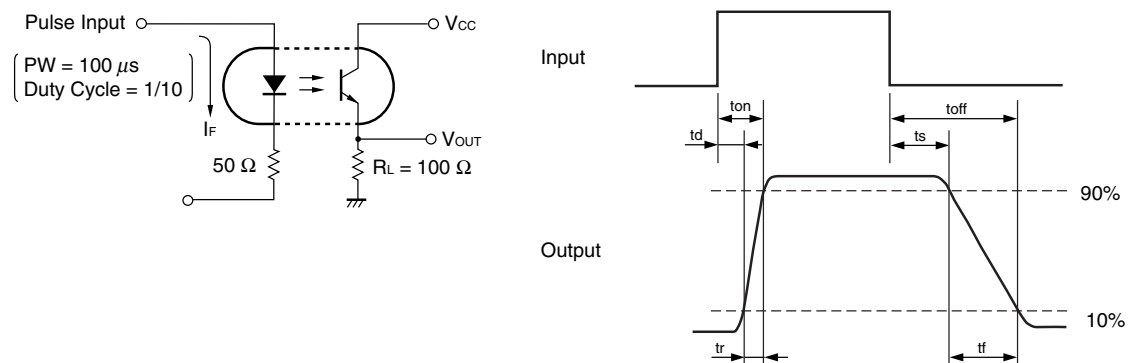 Pulse Input
PW = 100 μs
Duty Cycle = 1/10
IF
50 Ω
VCC
VOUT
RL = 100 Ω
Input
ton
toff
td
ts
90%
Output
10%
tr
tf